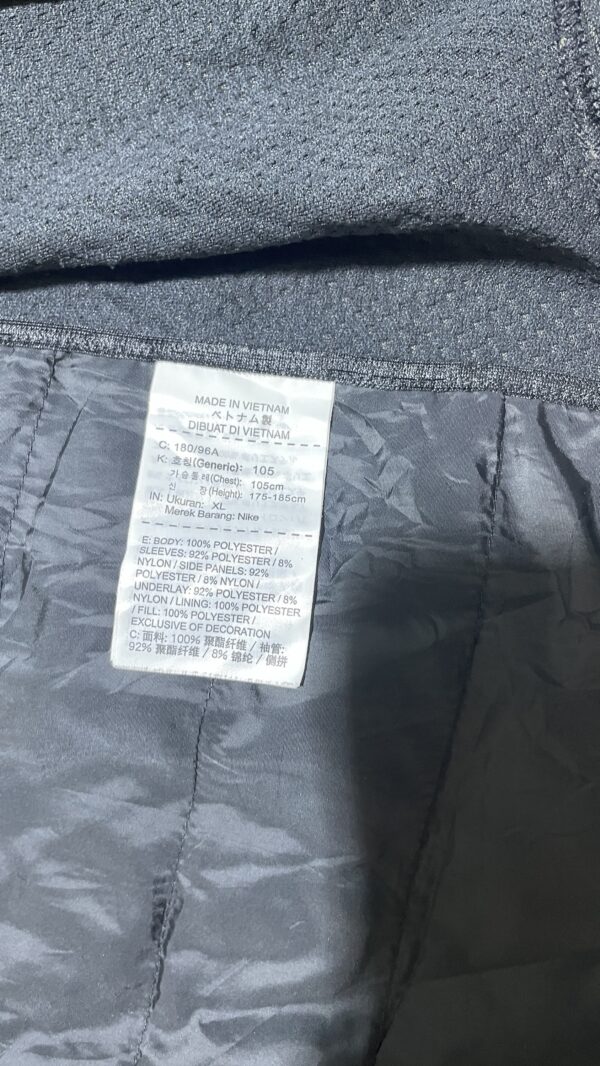 MADE IN VIETNAM
ベトナム製
DIBUAT DI VIETNAM
C: 180/96A
K: 호칭(Generic): 105
가슴둘레(Chest): 105cm
신 장(Height): 175-185cm
IN: Ukuran: XL
Merek Barang: Nike
E: BODY: 100% POLYESTER /
SLEEVES: 92% POLYESTER / 8%
NYLON / SIDE PANELS: 92%
POLYESTER / 8% NYLON /
UNDERLAY: 92% POLYESTER / 8%
NYLON / LINING: 100% POLYESTER
/ FILL: 100% POLYESTER /
EXCLUSIVE OF DECORATION
C: 面料: 100% 聚酯纤维 / 袖管:
92% 聚酯纤维 / 8% 锦纶 / 侧拼